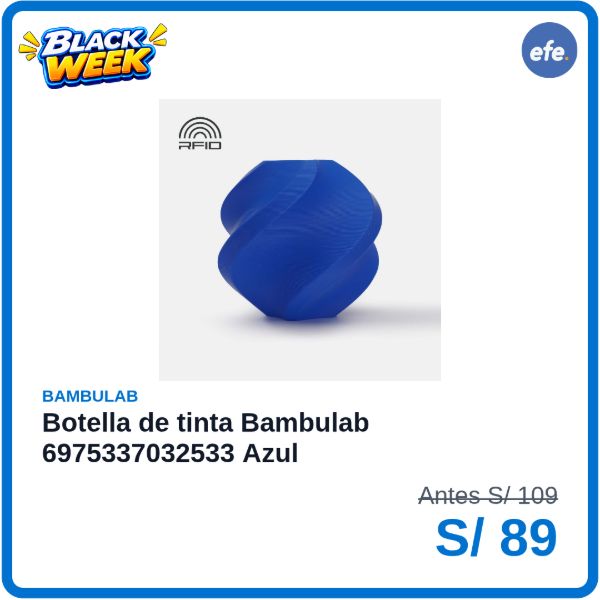 BLACK
WEEK
efe.
RFID
BAMBULAB
Botella de tinta Bambulab
6975337032533 Azul
Antes S/ 109
S/ 89